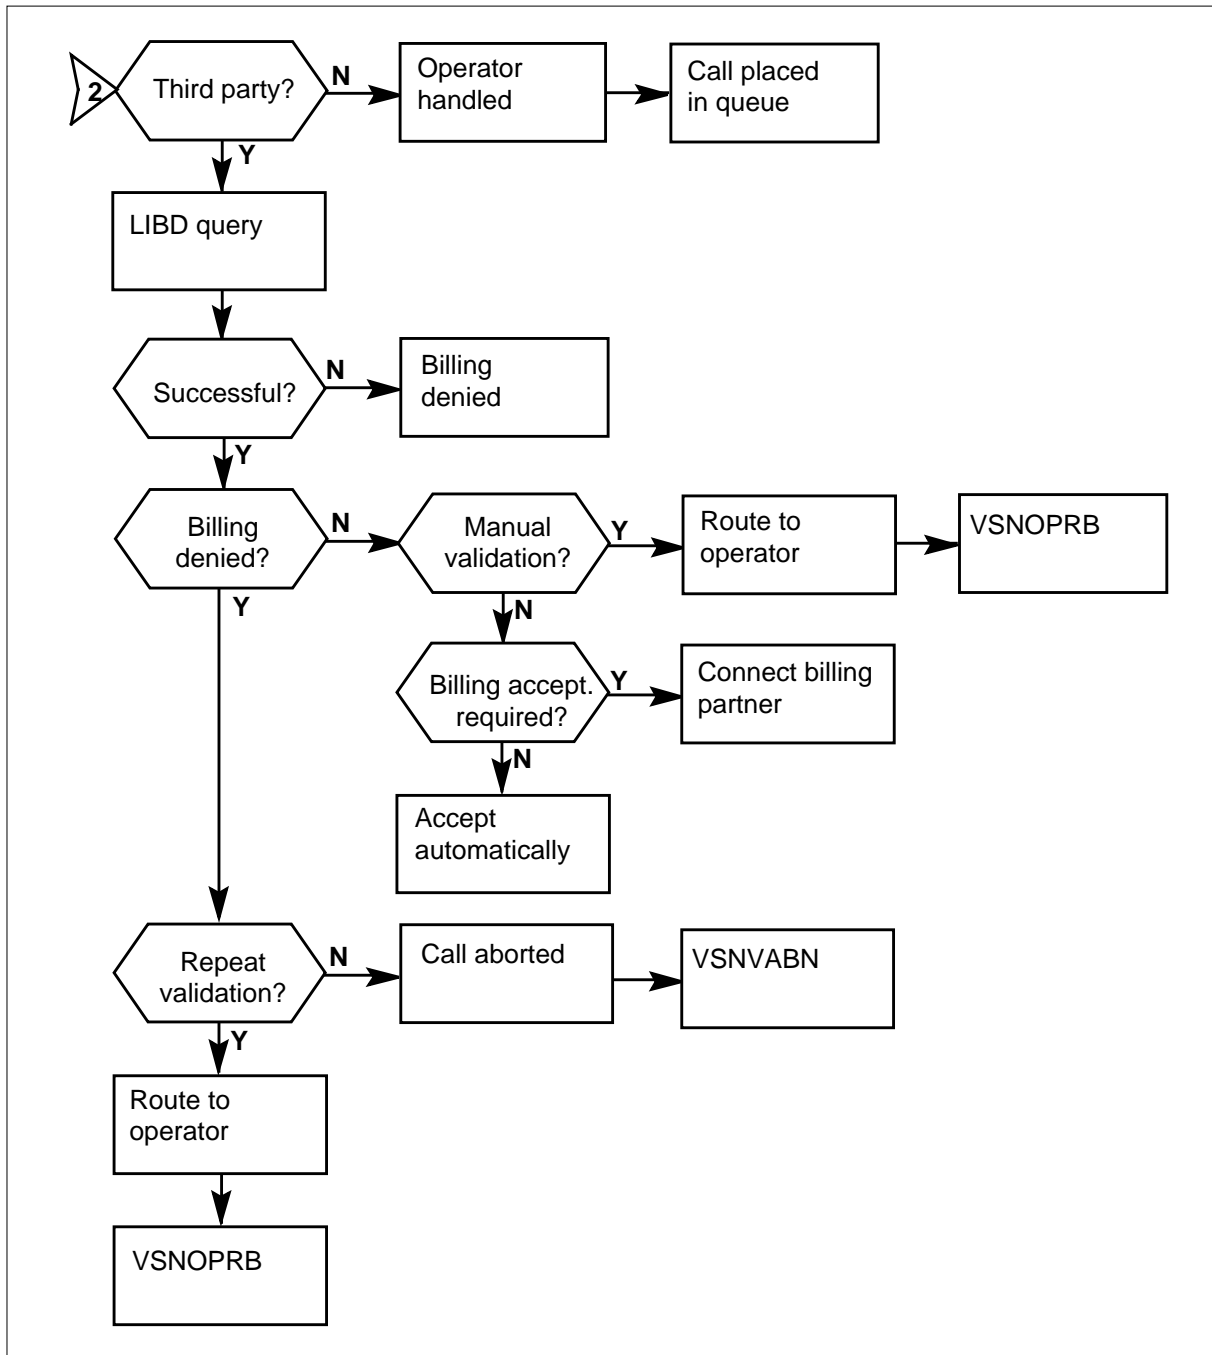 2
Third party?
N
Operator
handled
Call placed
in queue
Y
LIBD query
Successful?
N
Billing
denied
Y
Billing
denied?
N
Manual
validation?
Y
Route to
operator
VSNOPRB
Y
N
Billing accept.
required?
Y
Connect billing
partner
N
Accept
automatically
Repeat
validation?
N
Call aborted
VSNVABN
Y
Route to
operator
VSNOPRB